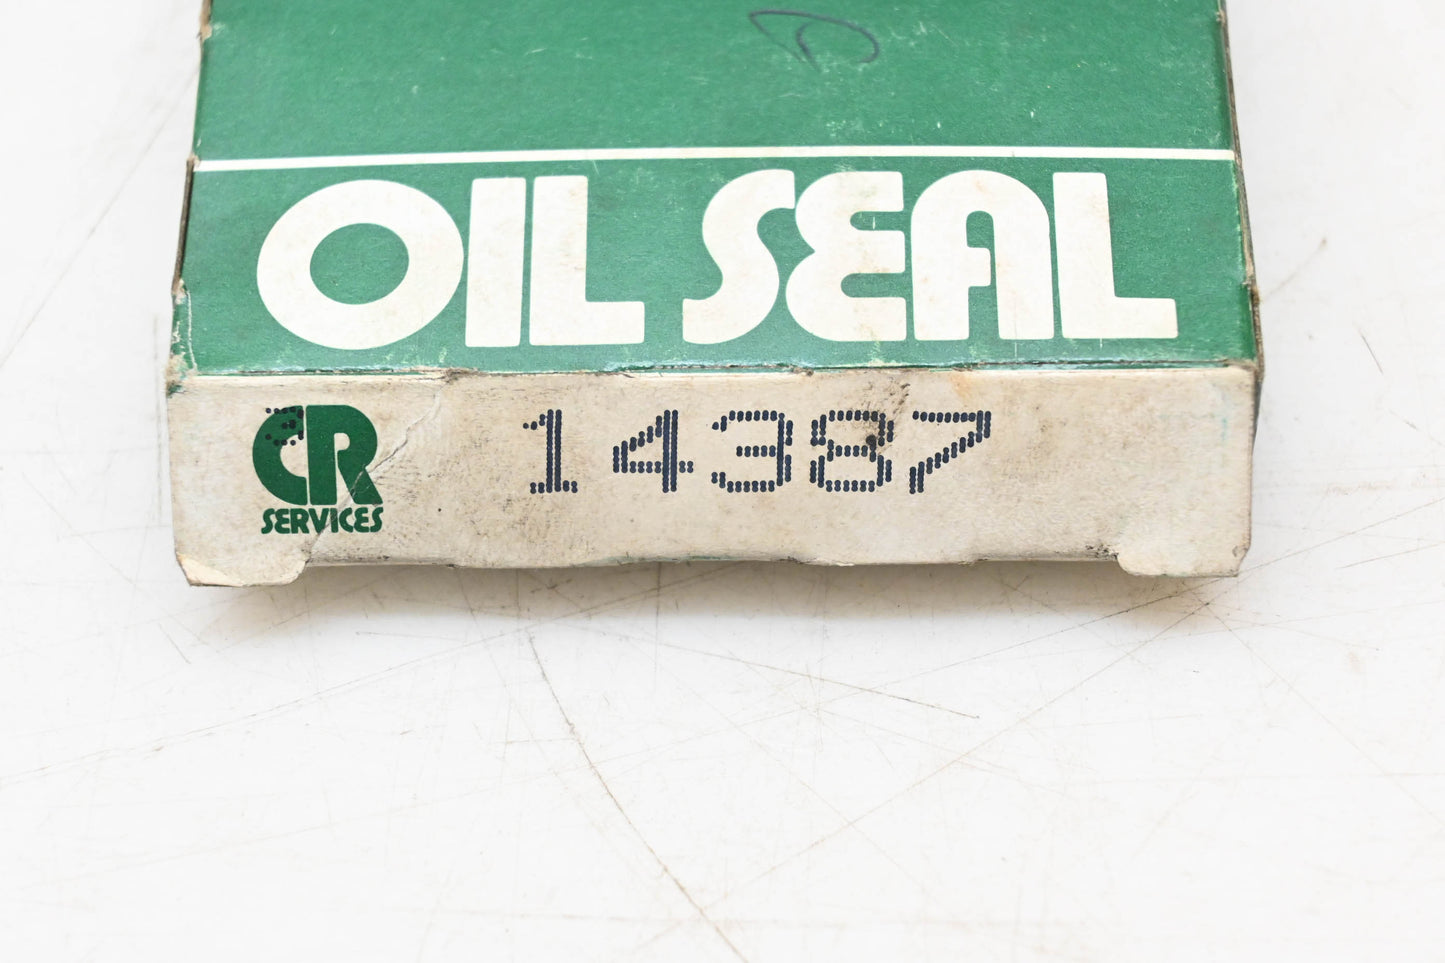 OIL SEAL
CR 14387
SERVICES